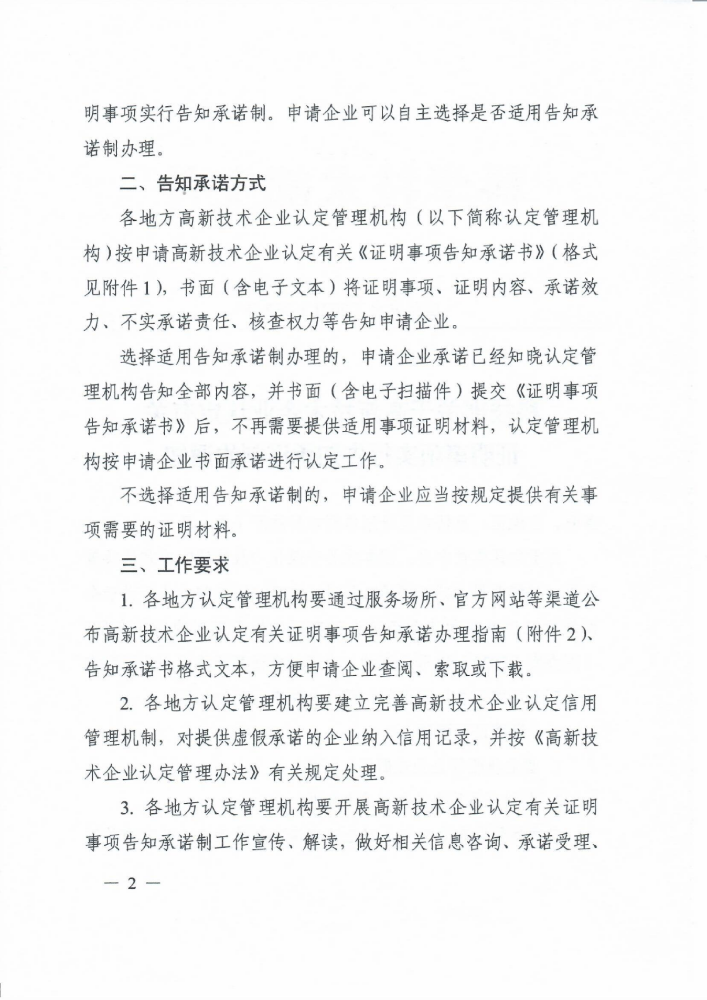 明事项实行告知承诺制。申请企业可以自主选择是否适用告知承
诺制办理。
二、告知承诺方式
各地方高新技术企业认定管理机构（以下简称认定管理机
构）按申请高新技术企业认定有关《证明事项告知承诺书》（格式
见附件1），书面（含电子文本）将证明事项、证明内容、承诺效
力、不实承诺责任、核查权力等告知申请企业。
选择适用告知承诺制办理的，申请企业承诺已经知晓认定管
理机构告知全部内容，并书面（含电子扫描件）提交《证明事项
告知承诺书》后，不再需要提供适用事项证明材料，认定管理机
构按申请企业书面承诺进行认定工作。
不选择适用告知承诺制的，申请企业应当按规定提供有关事
项需要的证明材料。
三、工作要求
1. 各地方认定管理机构要通过服务场所、官方网站等渠道公
布高新技术企业认定有关证明事项告知承诺办理指南（附件2）、
告知承诺书格式文本，方便申请企业查阅、索取或下载。
2. 各地方认定管理机构要建立完善高新技术企业认定信用
管理机制，对提供虚假承诺的企业纳入信用记录，并按《高新技
术企业认定管理办法》有关规定处理。
3. 各地方认定管理机构要开展高新技术企业认定有关证明
事项告知承诺制工作宣传、解读，做好相关信息咨询、承诺受理、
— 2 —